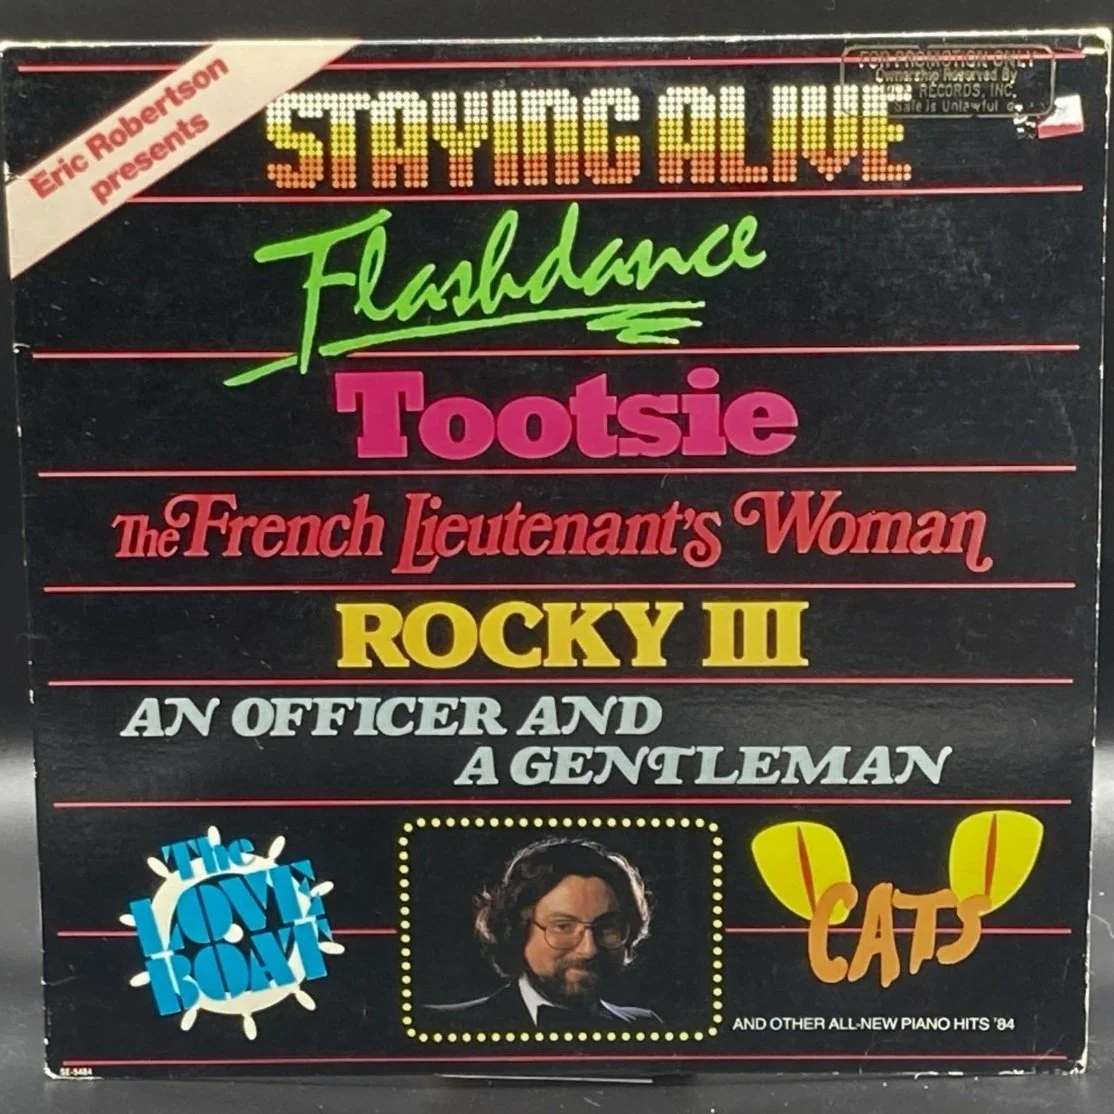 Eric Robertson
presents
FOR PROMOTION ONLY
Ownership Reserved By
RECORDS, INC.
Sale is Unlawful
STAYING ALIVE
Flashdance
Tootsie
The French Lieutenant's Woman
ROCKY III
AN OFFICER AND
A GENTLEMAN
The
LOVE
BOAT
CATS
AND OTHER ALL-NEW PIANO HITS '84
SE-5484